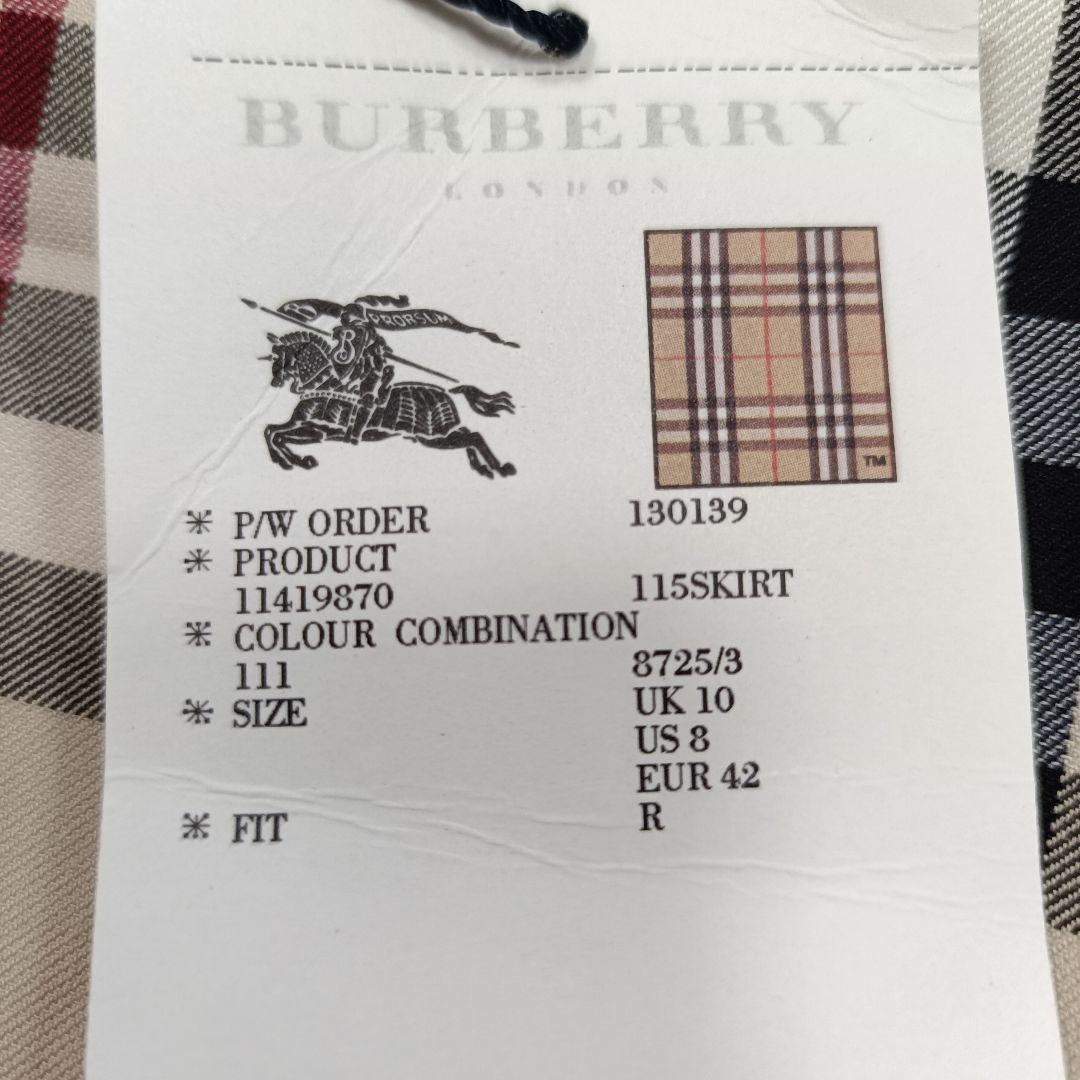 BURBERRY
LONDON
PRORSUM
B
TM
* P/W ORDER 130139
* PRODUCT
11419870 115SKIRT
* COLOUR COMBINATION
111 8725/3
* SIZE UK 10
US 8
EUR 42
* FIT R